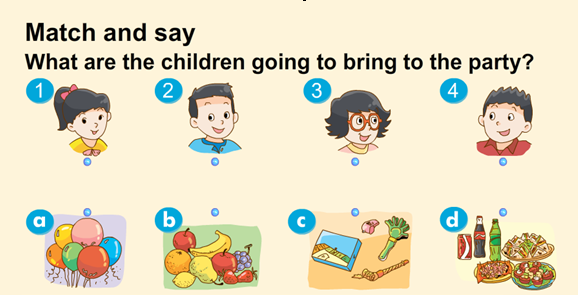 Match and say
What are the children going to bring to the party?
1 2 3 4
a b c d